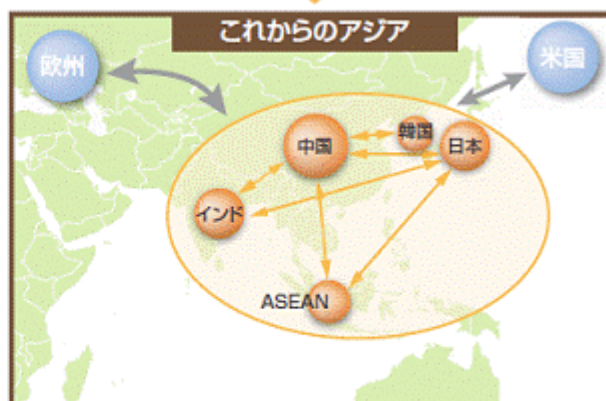 これからのアジア
欧州
米国
中国
韓国
日本
インド
ASEAN